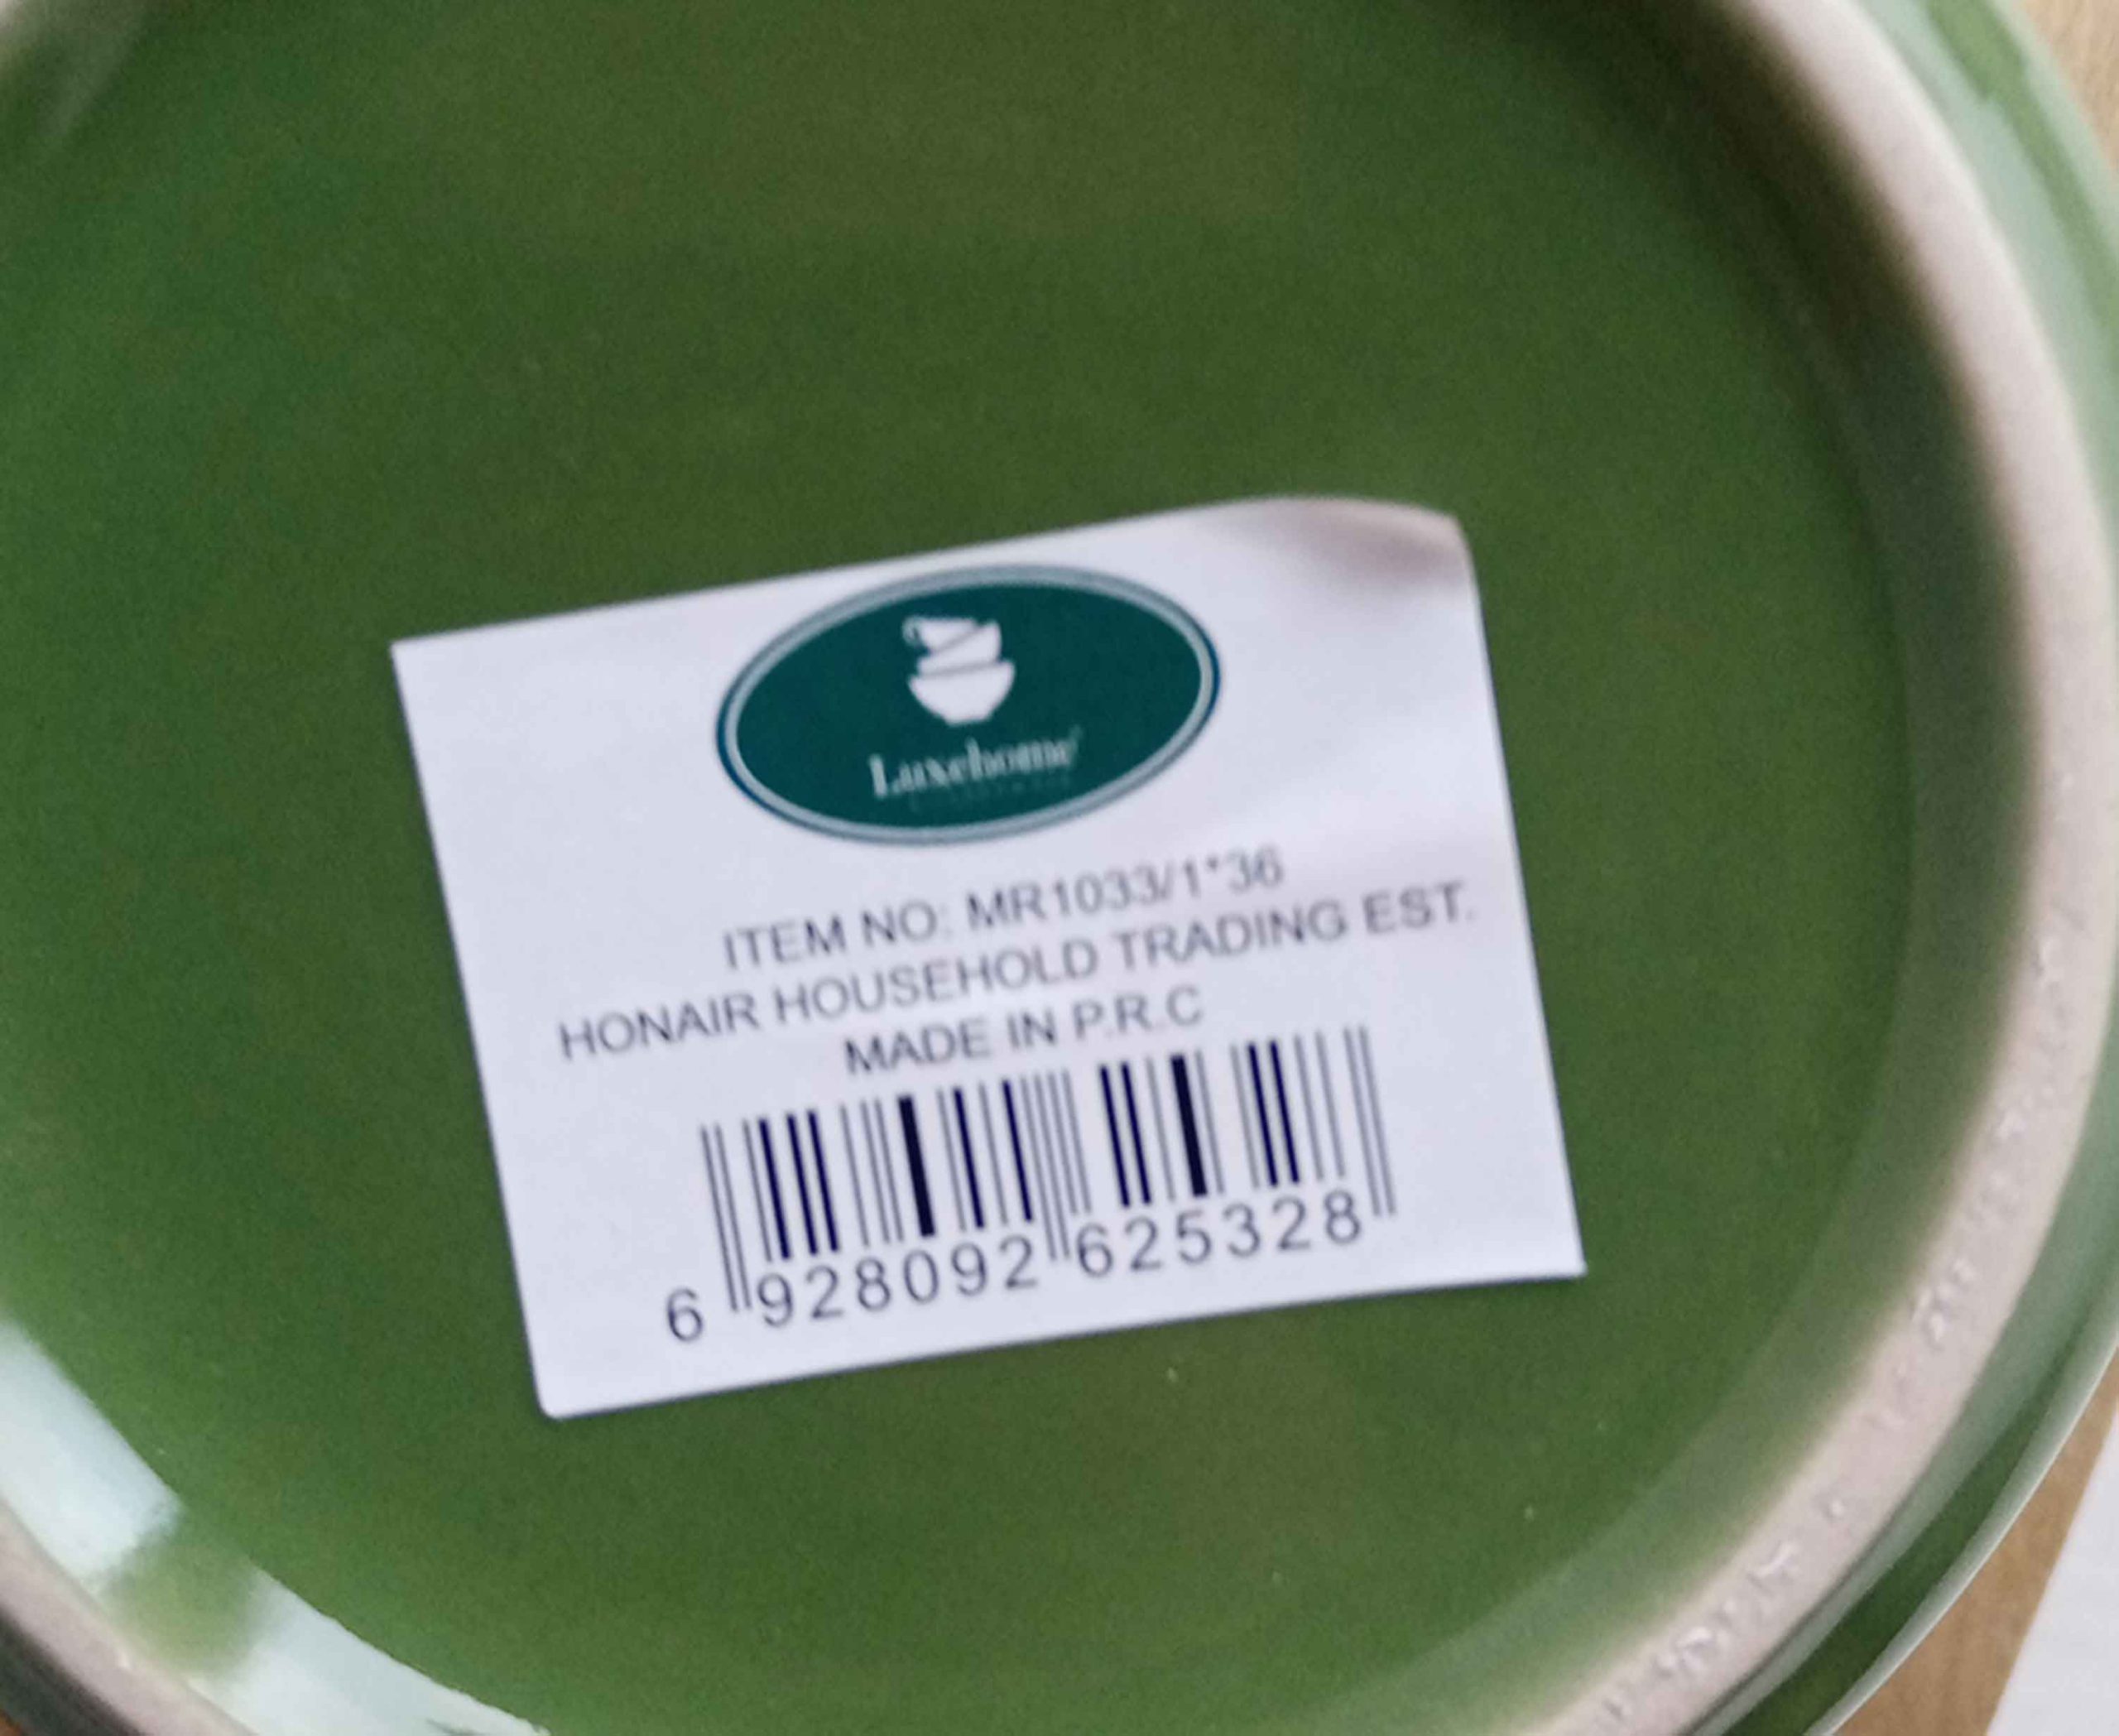 Luxehome
ITEM NO: MR1033/1*36
HONAIR HOUSEHOLD TRADING EST.
MADE IN P.R.C
6 928092 625328